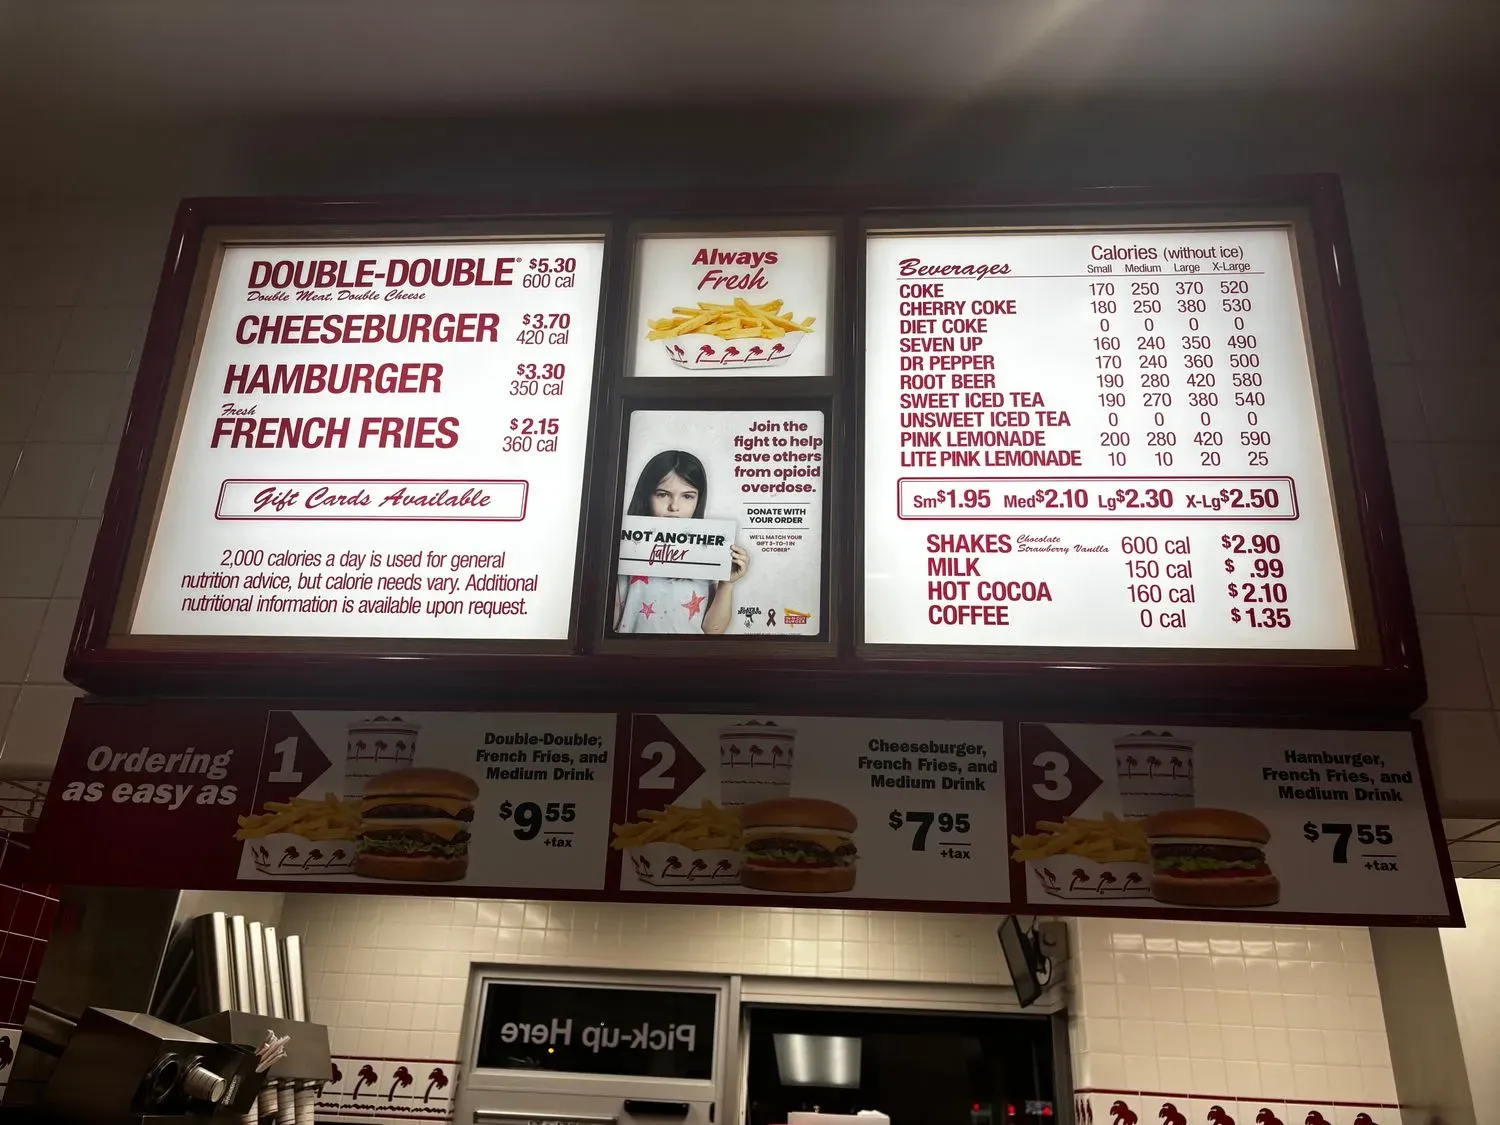 DOUBLE-DOUBLE® $5.30
Double Meat, Double Cheese 600 cal
CHEESEBURGER $3.70
420 cal
HAMBURGER $3.30
350 cal
Fresh
FRENCH FRIES $2.15
360 cal
Gift Cards Available
2,000 calories a day is used for general
nutrition advice, but calorie needs vary. Additional
nutritional information is available upon request.
Always
Fresh
Join the
fight to help
save others
from opioid
overdose.
DONATE WITH
YOUR ORDER
WE'LL MATCH YOUR
GIFT 3-TO-1 IN
OCTOBER*
NOT ANOTHER
father
Beverages Calories (without ice)
Small Medium Large X-Large
COKE 170 250 370 520
CHERRY COKE 180 250 380 530
DIET COKE 0 0 0 0
SEVEN UP 160 240 350 490
DR PEPPER 170 240 360 500
ROOT BEER 190 280 420 580
SWEET ICED TEA 190 270 380 540
UNSWEET ICED TEA 0 0 0 0
PINK LEMONADE 200 280 420 590
LITE PINK LEMONADE 10 10 20 25
Sm$1.95 Med$2.10 Lg$2.30 X-Lg$2.50
SHAKES Chocolate Strawberry Vanilla 600 cal $2.90
MILK 150 cal $ .99
HOT COCOA 160 cal $2.10
COFFEE 0 cal $1.35
Ordering
as easy as
1
Double-Double,
French Fries, and
Medium Drink
$9.55
+tax
2
Cheeseburger,
French Fries, and
Medium Drink
$7.95
+tax
3
Hamburger,
French Fries, and
Medium Drink
$7.55
+tax
Pick-up Here